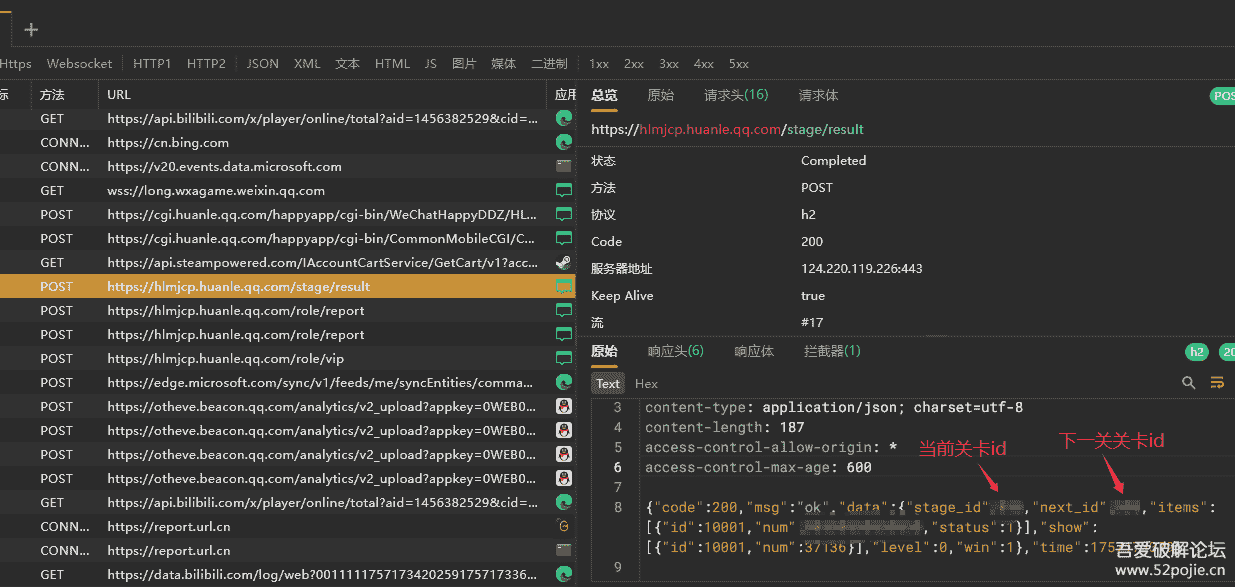 Https Websocket HTTP1 HTTP2 JSON XML 文本 HTML JS 图片 媒体 二进制 1xx 2xx 3xx 4xx 5xx
标 方法 URL 应用
GET https://api.bilibili.com/x/player/online/total?aid=1456382529&cid=...
CONN... https://cn.bing.com
CONN... https://v20.events.data.microsoft.com
GET wss://long.wxagame.weixin.qq.com
POST https://cgi.huanle.qq.com/happyapp/cgi-bin/WeChatHappyDDZ/HL...
POST https://cgi.huanle.qq.com/happyapp/cgi-bin/CommonMobileCGI/C...
GET https://api.steampowered.com/IAccountCartService/GetCart/v1?acc...
POST https://hlmjcp.huanle.qq.com/stage/result
POST https://hlmjcp.huanle.qq.com/role/report
POST https://hlmjcp.huanle.qq.com/role/report
POST https://hlmjcp.huanle.qq.com/role/vip
POST https://edge.microsoft.com/sync/v1/feeds/me/syncEntities/comma...
POST https://otheve.beacon.qq.com/analytics/v2_upload?appkey=0WEB0...
POST https://otheve.beacon.qq.com/analytics/v2_upload?appkey=0WEB0...
POST https://otheve.beacon.qq.com/analytics/v2_upload?appkey=0WEB0...
POST https://otheve.beacon.qq.com/analytics/v2_upload?appkey=0WEB0...
GET https://api.bilibili.com/x/player/online/total?aid=1456382529&cid=...
CONN... https://report.url.cn
CONN... https://report.url.cn
GET https://data.bilibili.com/log/web?0011111757173420259175717336...
总览 原始 请求头(16) 请求体 POS
https://hlmjcp.huanle.qq.com/stage/result
状态 Completed
方法 POST
协议 h2
Code 200
服务器地址 124.220.119.226:443
Keep Alive true
流 #17
原始 响应头(6) 响应体 拦截器(1) h2 20
Text Hex
3 content-type: application/json; charset=utf-8
4 content-length: 187
5 access-control-allow-origin: *
6 access-control-max-age: 600
当前关卡id 下一关关卡id
7
8 {"code":200,"msg":"ok","data":{"stage_id" ,"next_id" ,"items":
[{"id":10001,"num" ,"status":1}],"show":
[{"id":10001,"num":37136}],"level":0,"win":1},"time":175
9
吾爱破解论坛
www.52pojie.cn